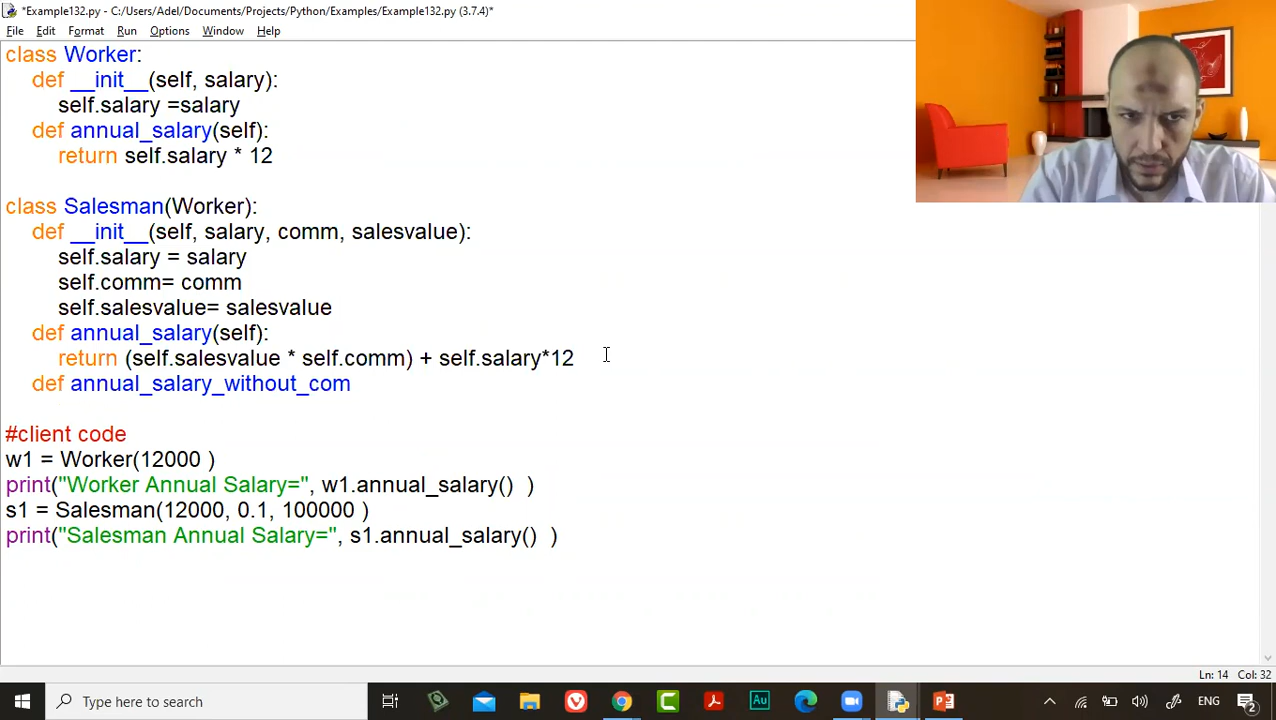 *Example132.py - C:/Users/Adel/Documents/Projects/Python/Examples/Example132.py (3.7.4)*
File Edit Format Run Options Window Help
class Worker:
def __init__(self, salary):
self.salary =salary
def annual_salary(self):
return self.salary * 12
class Salesman(Worker):
def __init__(self, salary, comm, salesvalue):
self.salary = salary
self.comm= comm
self.salesvalue= salesvalue
def annual_salary(self):
return (self.salesvalue * self.comm) + self.salary*12
def annual_salary_without_com
#client code
w1 = Worker(12000 )
print("Worker Annual Salary=", w1.annual_salary()  )
s1 = Salesman(12000, 0.1, 100000 )
print("Salesman Annual Salary=", s1.annual_salary()  )
Ln: 14 Col: 32
Type here to search
Au
ENG
2